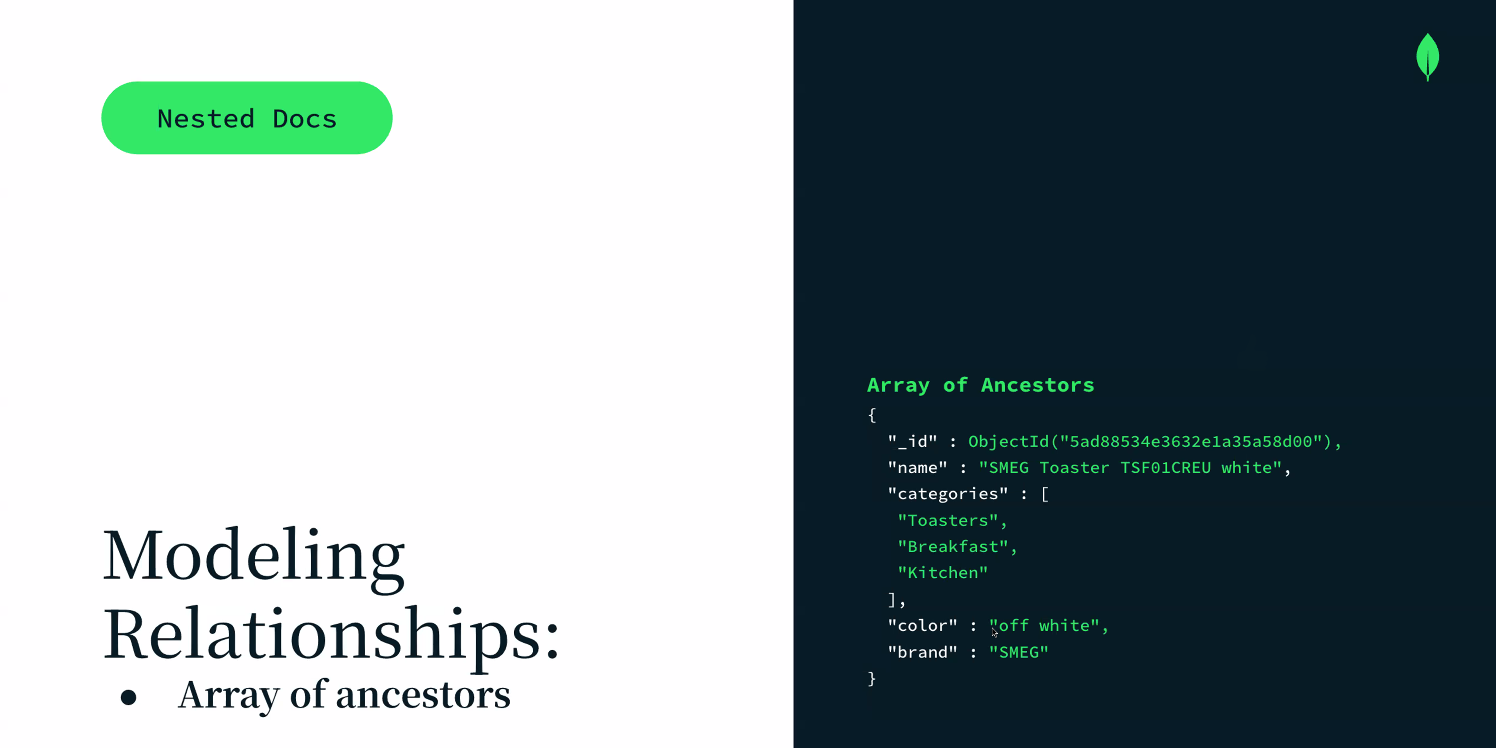 Nested Docs
Modeling
Relationships:
● Array of ancestors
Array of Ancestors
{
"_id" : ObjectId("5ad88534e3632e1a35a58d00"),
"name" : "SMEG Toaster TSF01CREU white",
"categories" : [
"Toasters",
"Breakfast",
"Kitchen"
],
"color" : "off white",
"brand" : "SMEG"
}